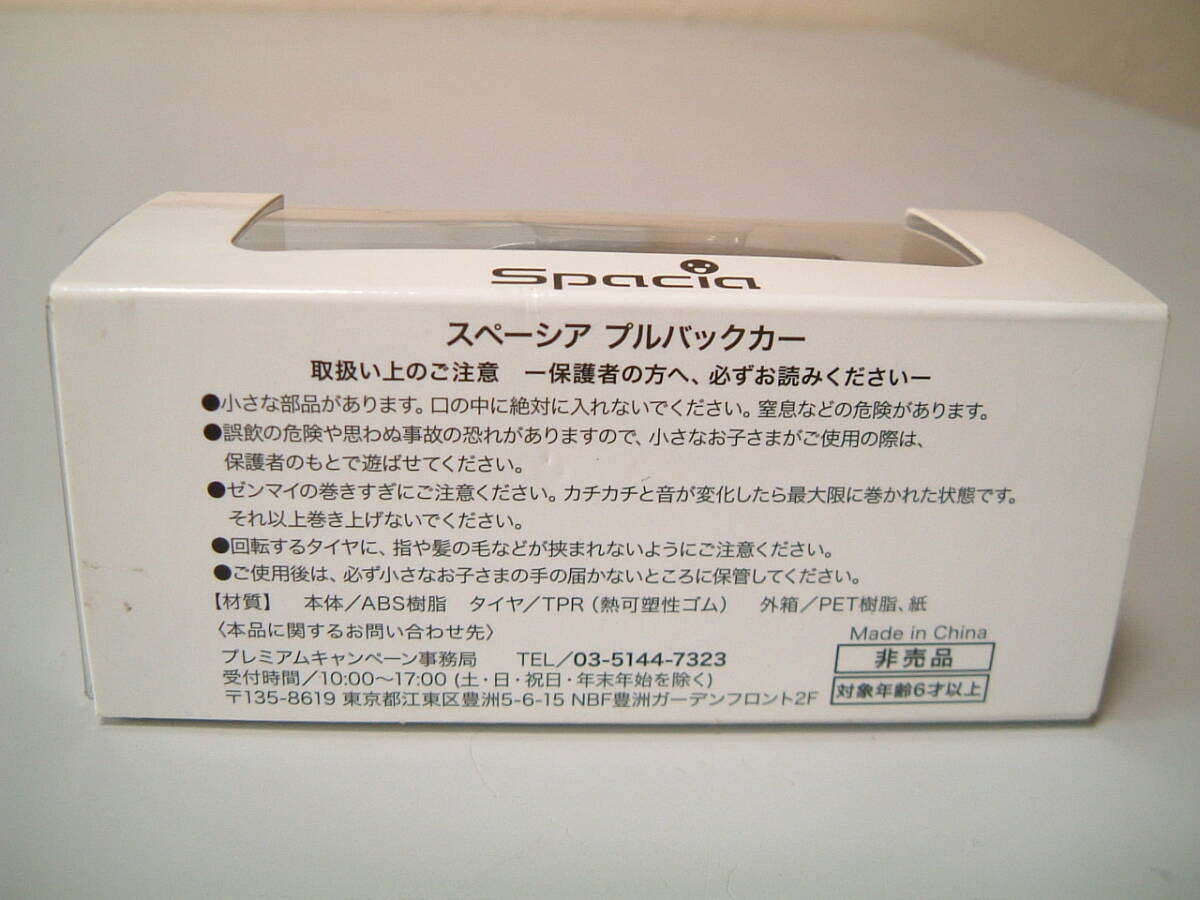 Spacia
スペーシア プルバックカー
取扱い上のご注意 ー保護者の方へ、必ずお読みくださいー
●小さな部品があります。口の中に絶対に入れないでください。窒息などの危険があります。
●誤飲の危険や思わぬ事故の恐れがありますので、小さなお子さまがご使用の際は、
保護者のもとで遊ばせてください。
●ゼンマイの巻きすぎにご注意ください。カチカチと音が変化したら最大限に巻かれた状態です。
それ以上巻き上げないでください。
●回転するタイヤに、指や髪の毛などが挟まれないようにご注意ください。
●ご使用後は、必ず小さなお子さまの手の届かないところに保管してください。
【材質】 本体／ABS樹脂 タイヤ／TPR（熱可塑性ゴム） 外箱／PET樹脂、紙
〈本品に関するお問い合わせ先〉
プレミアムキャンペーン事務局 TEL／03-5144-7323
受付時間／10:00～17:00 (土・日・祝日・年末年始を除く)
〒135-8619 東京都江東区豊洲5-6-15 NBF豊洲ガーデンフロント2F
Made in China
非売品
対象年齢6才以上